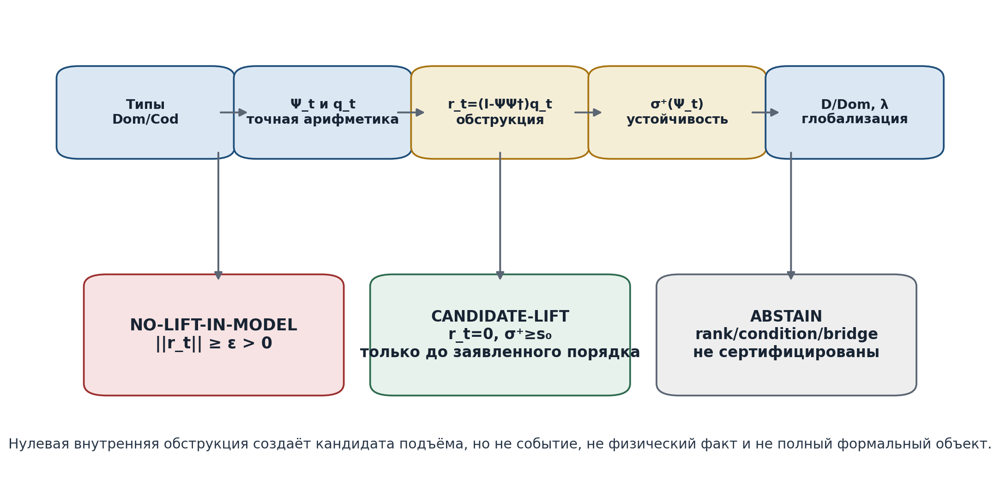 Типы
Dom/Cod
Ψ_t и q_t
точная арифметика
r_t=(I-ΨΨ†)q_t
обструкция
σ⁺(Ψ_t)
устойчивость
D/Dom, λ
глобализация
NO-LIFT-IN-MODEL
||r_t|| ≥ ε > 0
CANDIDATE-LIFT
r_t=0, σ⁺≥s₀
только до заявленного порядка
ABSTAIN
rank/condition/bridge
не сертифицированы
Нулевая внутренняя обструкция создаёт кандидата подъёма, но не событие, не физический факт и не полный формальный объект.